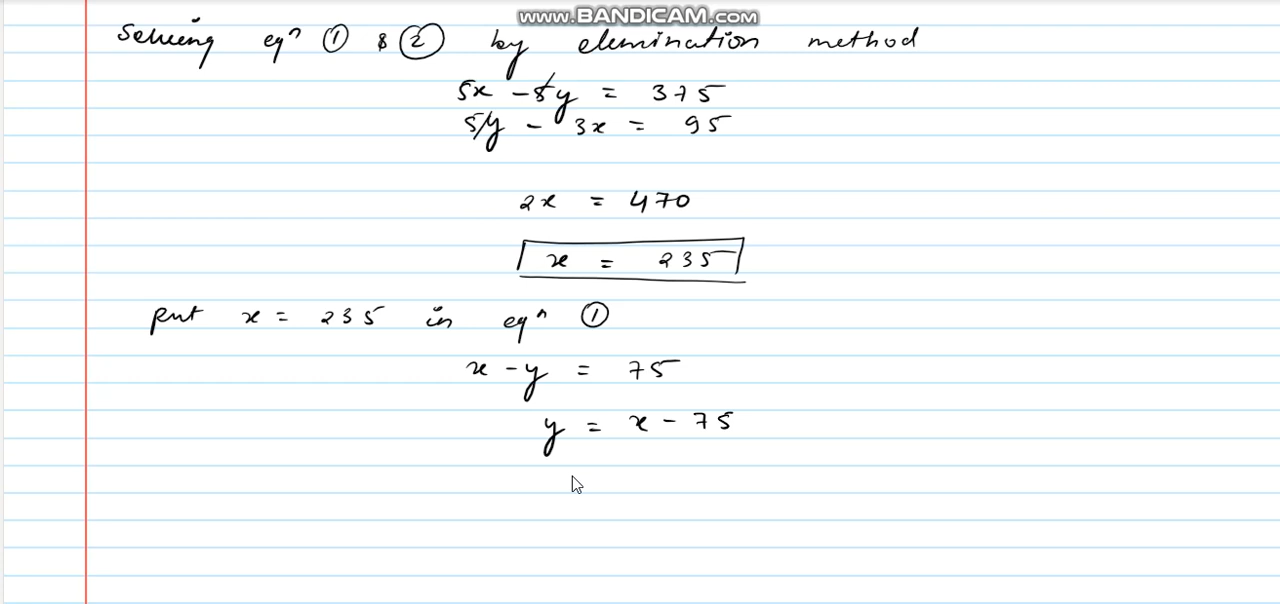 www.BANDICAM.com
Solving eqⁿ ① & ② by elemination method
5x - 5y = 375
5y - 3x = 95
2x = 470
x = 235
put x = 235 in eqⁿ ①
x - y = 75
y = x - 75